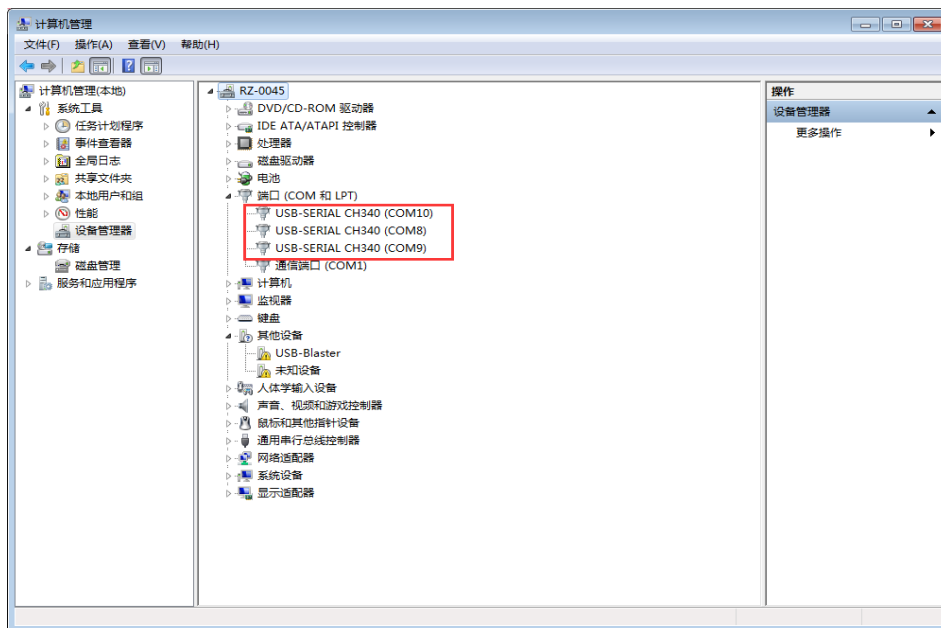 计算机管理
文件(F) 操作(A) 查看(V) 帮助(H)
计算机管理(本地)
系统工具
任务计划程序
事件查看器
全局日志
共享文件夹
本地用户和组
性能
设备管理器
存储
磁盘管理
服务和应用程序
RZ-0045
DVD/CD-ROM 驱动器
IDE ATA/ATAPI 控制器
处理器
磁盘驱动器
电池
端口 (COM 和 LPT)
USB-SERIAL CH340 (COM10)
USB-SERIAL CH340 (COM8)
USB-SERIAL CH340 (COM9)
通信端口 (COM1)
计算机
监视器
键盘
其他设备
USB-Blaster
未知设备
人体学输入设备
声音、视频和游戏控制器
鼠标和其他指针设备
通用串行总线控制器
网络适配器
系统设备
显示适配器
操作
设备管理器
更多操作